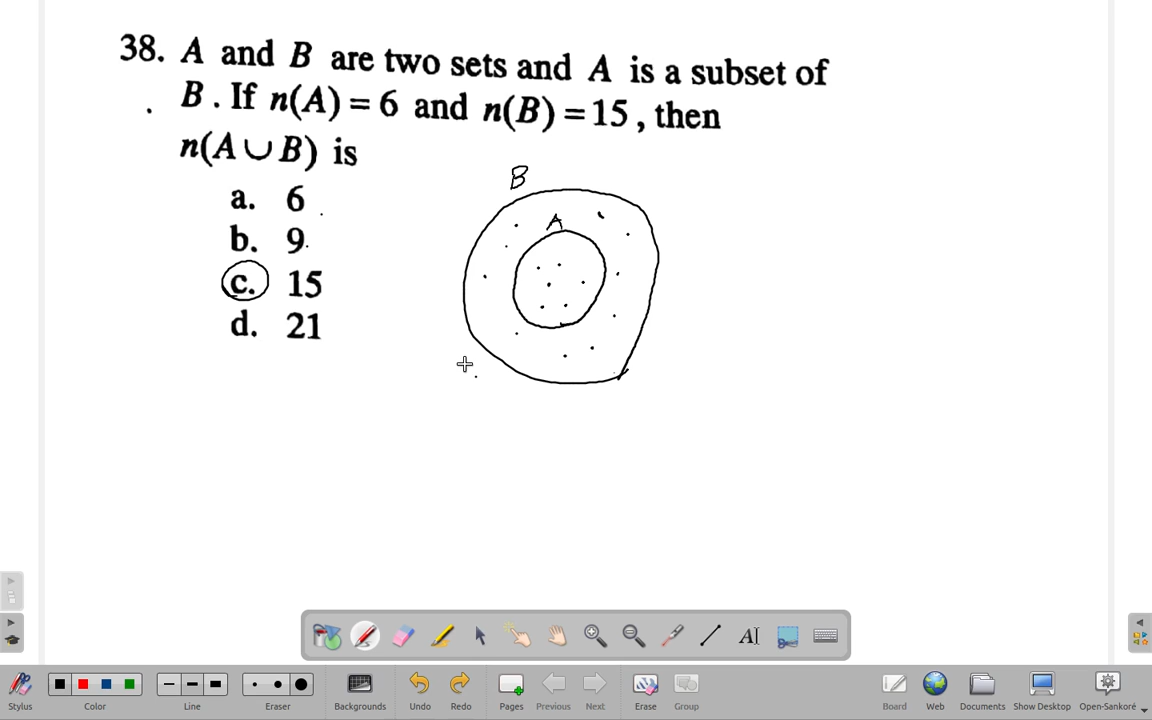 38. A and B are two sets and A is a subset of
B. If n(A) = 6 and n(B) = 15, then
n(A ∪ B) is
B
a. 6
A
b. 9
c. 15
d. 21
Stylus
Color
Line
Eraser
Backgrounds
Undo
Redo
Pages
Previous
Next
Erase
Group
Board
Web
Documents
Show Desktop
Open-Sankoré
AI